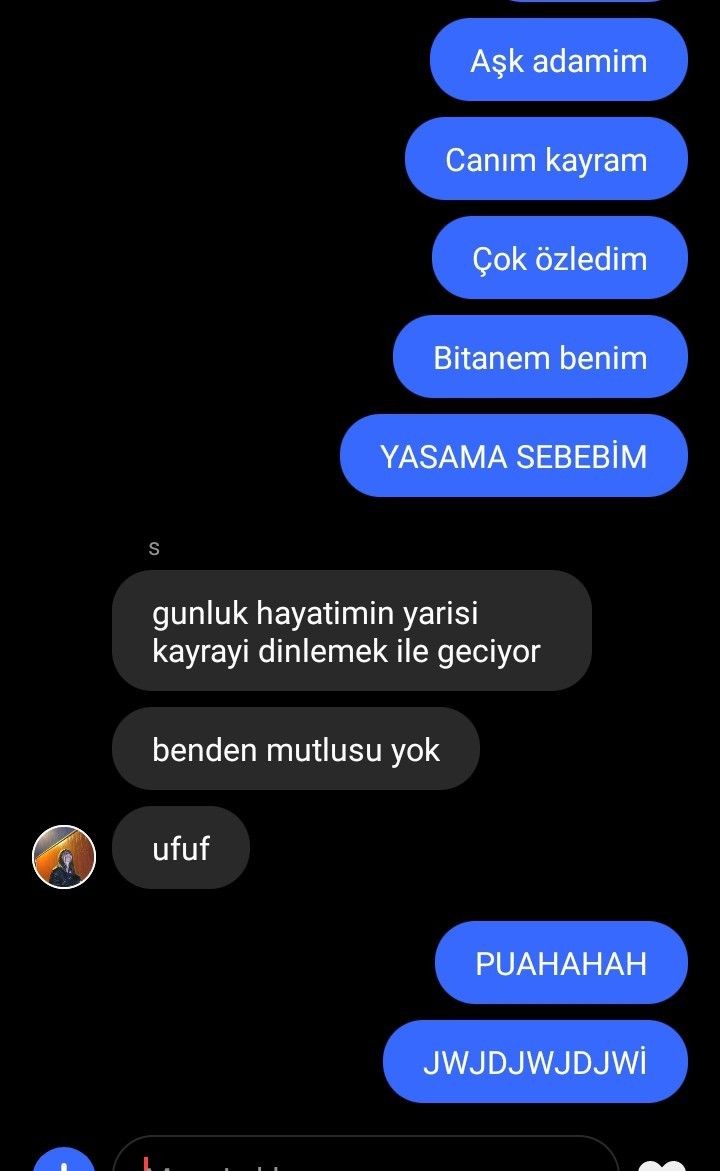 Aşk adamim
Canım kayram
Çok özledim
Bitanem benim
YASAMA SEBEBİM
s
gunluk hayatimin yarisi
kayrayi dinlemek ile geciyor
benden mutlusu yok
ufuf
PUAHAHAH
JWJDJWJDJWİ